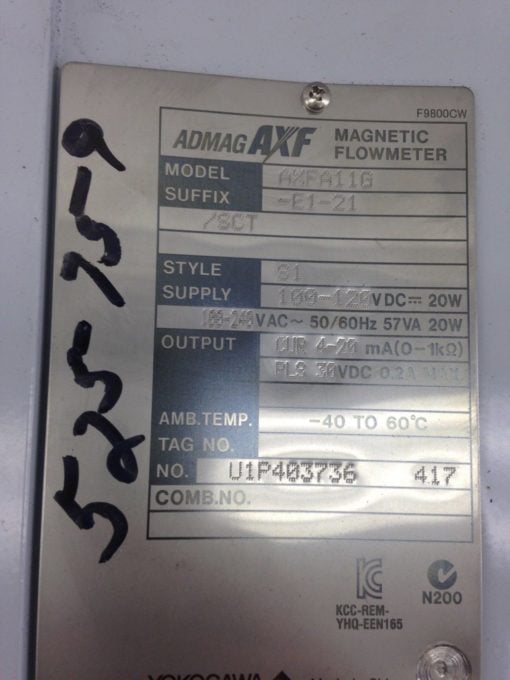 F9800CW
ADMAG AXF MAGNETIC FLOWMETER
MODEL AXFA11G
SUFFIX -E1-21
/SCT
STYLE S1
SUPPLY 100-120VDC⎓ 20W
100-240VAC~ 50/60Hz 57VA 20W
OUTPUT CUR 4-20 mA(0-1kΩ)
PLS 30VDC 0.2A MAX
AMB.TEMP. -40 TO 60°C
TAG NO.
NO. U1P403736 417
COMB.NO.
KCC-REM-
YHQ-EEN165
N200
YOKOGAWA
525-75-9